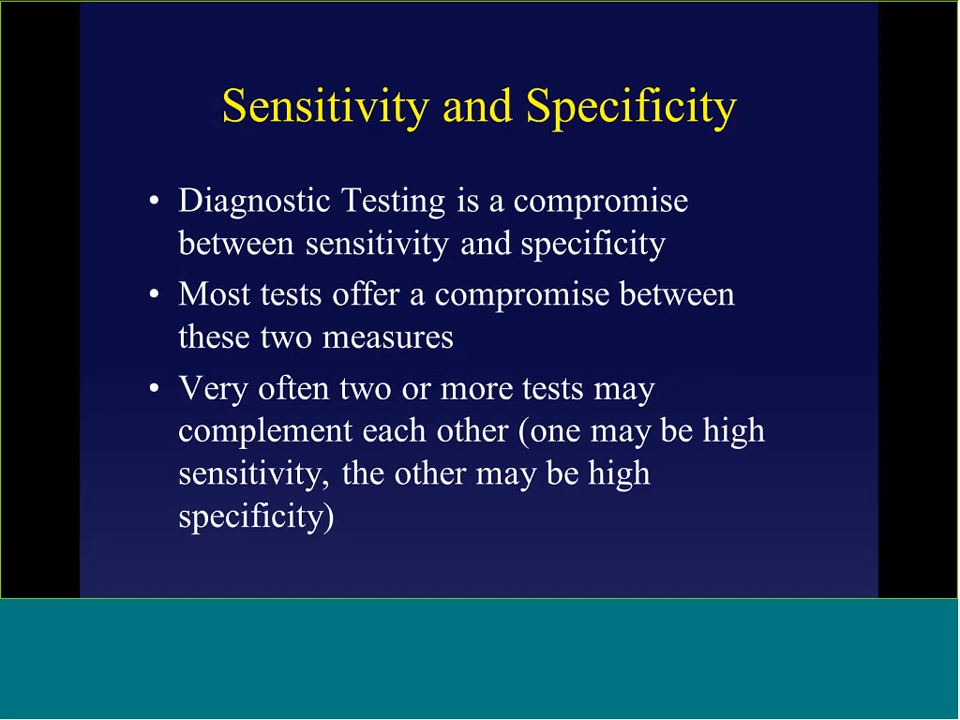 Sensitivity and Specificity
• Diagnostic Testing is a compromise
between sensitivity and specificity
• Most tests offer a compromise between
these two measures
• Very often two or more tests may
complement each other (one may be high
sensitivity, the other may be high
specificity)